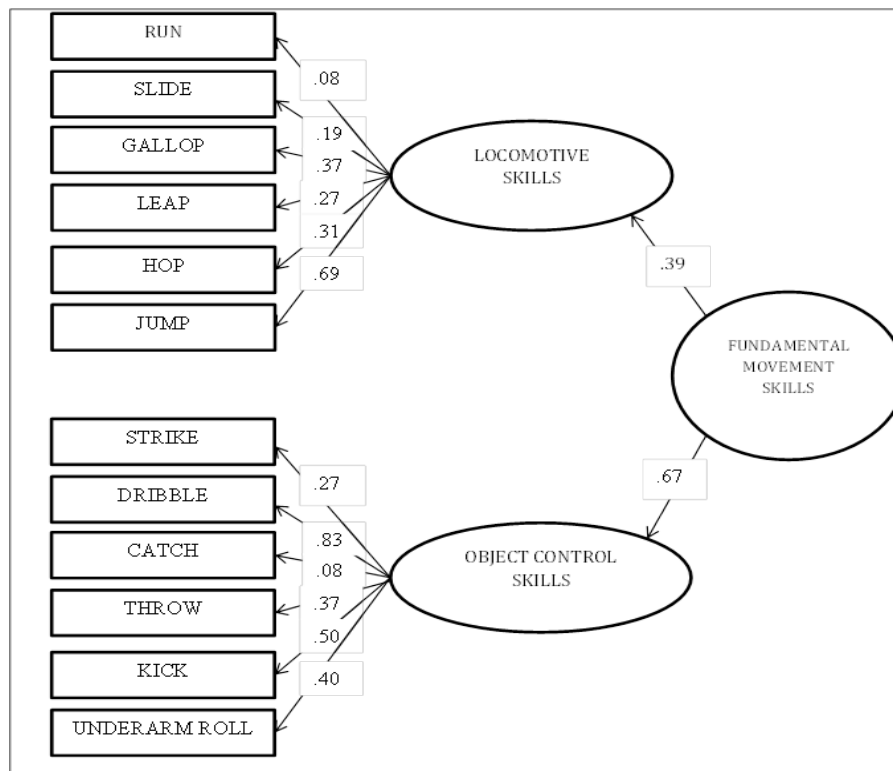 RUN
.08
SLIDE
.19
GALLOP
.37
LEAP
.27
HOP
.31
JUMP
.69
LOCOMOTIVE
SKILLS
.39
FUNDAMENTAL
MOVEMENT
SKILLS
.67
STRIKE
.27
DRIBBLE
.83
CATCH
.08
THROW
.37
KICK
.50
UNDERARM ROLL
.40
OBJECT CONTROL
SKILLS